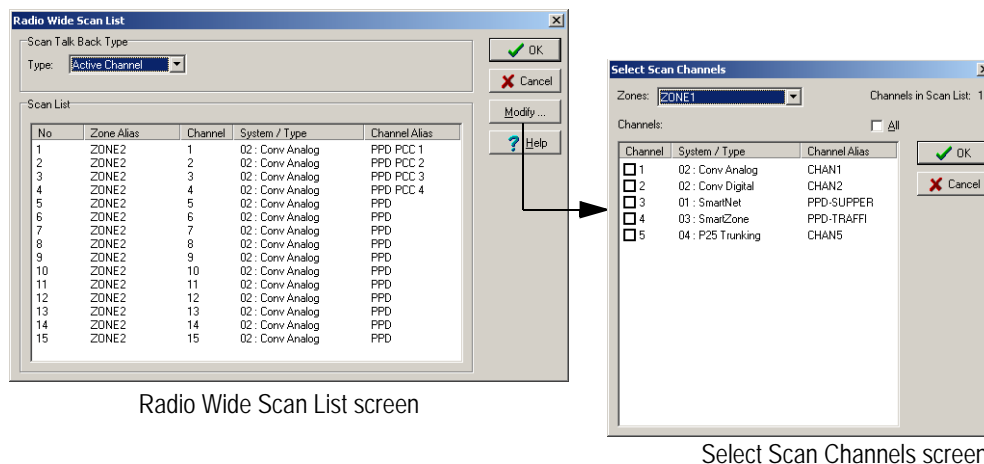 Radio Wide Scan List
Scan Talk Back Type
Type: Active Channel
OK
Cancel
Modify ...
Help
Scan List
No Zone Alias Channel System / Type Channel Alias
1 ZONE2 1 02 : Conv Analog PPD PCC 1
2 ZONE2 2 02 : Conv Analog PPD PCC 2
3 ZONE2 3 02 : Conv Analog PPD PCC 3
4 ZONE2 4 02 : Conv Analog PPD PCC 4
5 ZONE2 5 02 : Conv Analog PPD
6 ZONE2 6 02 : Conv Analog PPD
7 ZONE2 7 02 : Conv Analog PPD
8 ZONE2 8 02 : Conv Analog PPD
9 ZONE2 9 02 : Conv Analog PPD
10 ZONE2 10 02 : Conv Analog PPD
11 ZONE2 11 02 : Conv Analog PPD
12 ZONE2 12 02 : Conv Analog PPD
13 ZONE2 13 02 : Conv Analog PPD
14 ZONE2 14 02 : Conv Analog PPD
15 ZONE2 15 02 : Conv Analog PPD
Radio Wide Scan List screen
Select Scan Channels
Zones: ZONE1
Channels in Scan List: 1
Channels:
All
Channel System / Type Channel Alias
1 02 : Conv Analog CHAN1
2 02 : Conv Digital CHAN2
3 01 : SmartNet PPD-SUPPER
4 03 : SmartZone PPD-TRAFFI
5 04 : P25 Trunking CHAN5
OK
Cancel
Select Scan Channels screen